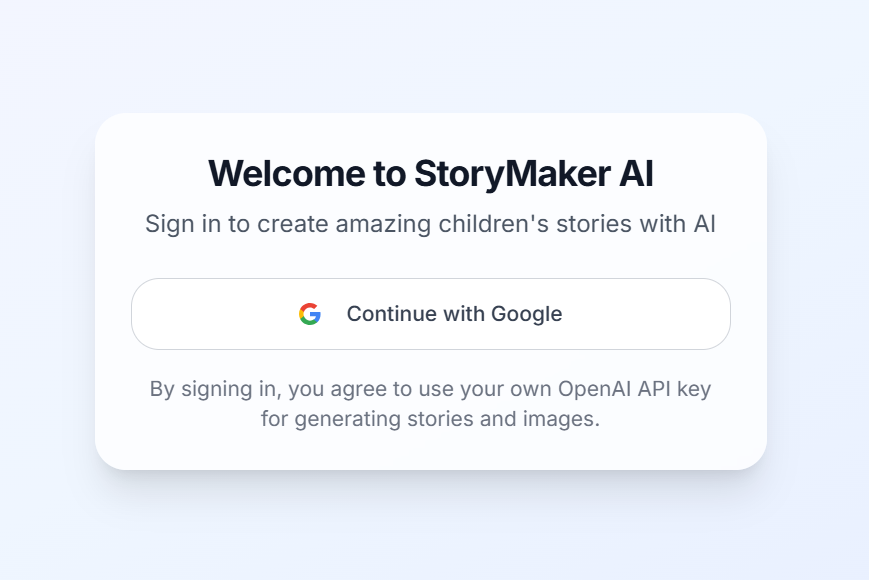 Welcome to StoryMaker AI
Sign in to create amazing children's stories with AI
Continue with Google
By signing in, you agree to use your own OpenAI API key
for generating stories and images.